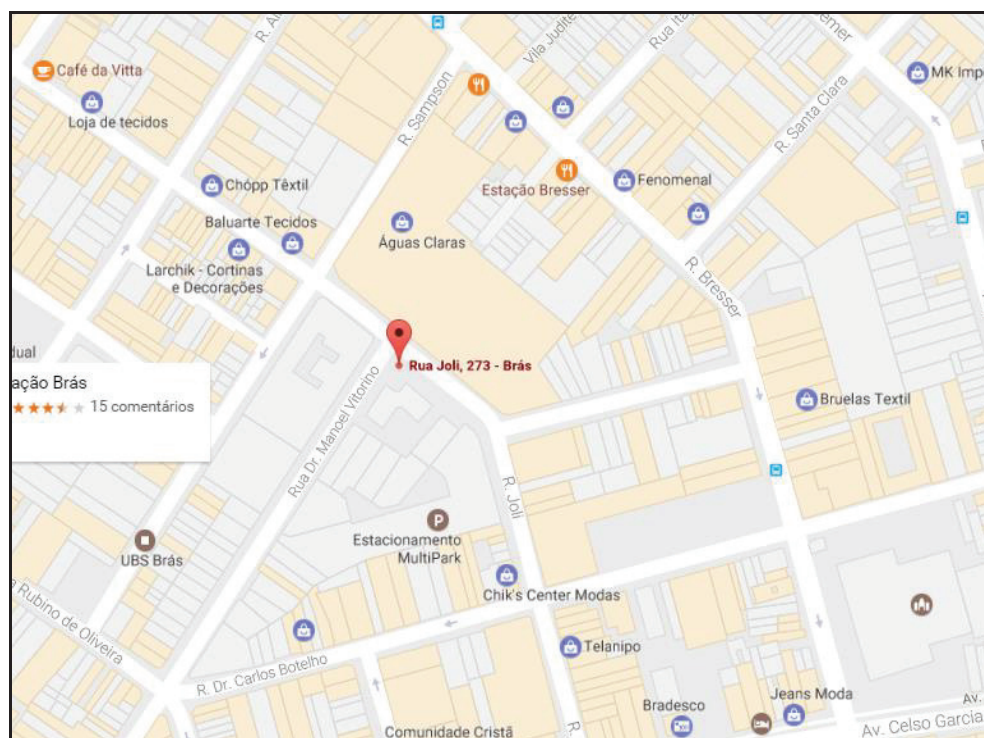 Café da Vitta
Loja de tecidos
R. Sampson
Vila Judite
R. Santa Clara
MK Imp
Chópp Têxtil
Estação Bresser
Fenomenal
Baluarte Tecidos
Águas Claras
Larchik - Cortinas
e Decorações
R. Bresser
dual
Rua Joli, 273 - Brás
ação Brás
15 comentários
Bruelas Textil
Rua Dr. Manoel Vitorino
R. Joli
Estacionamento
MultiPark
UBS Brás
Chik's Center Modas
Rubino de Oliveira
Telanipo
R. Dr. Carlos Botelho
Jeans Moda
Bradesco
Av.
Comunidade Cristã
R.
Av. Celso Garcia